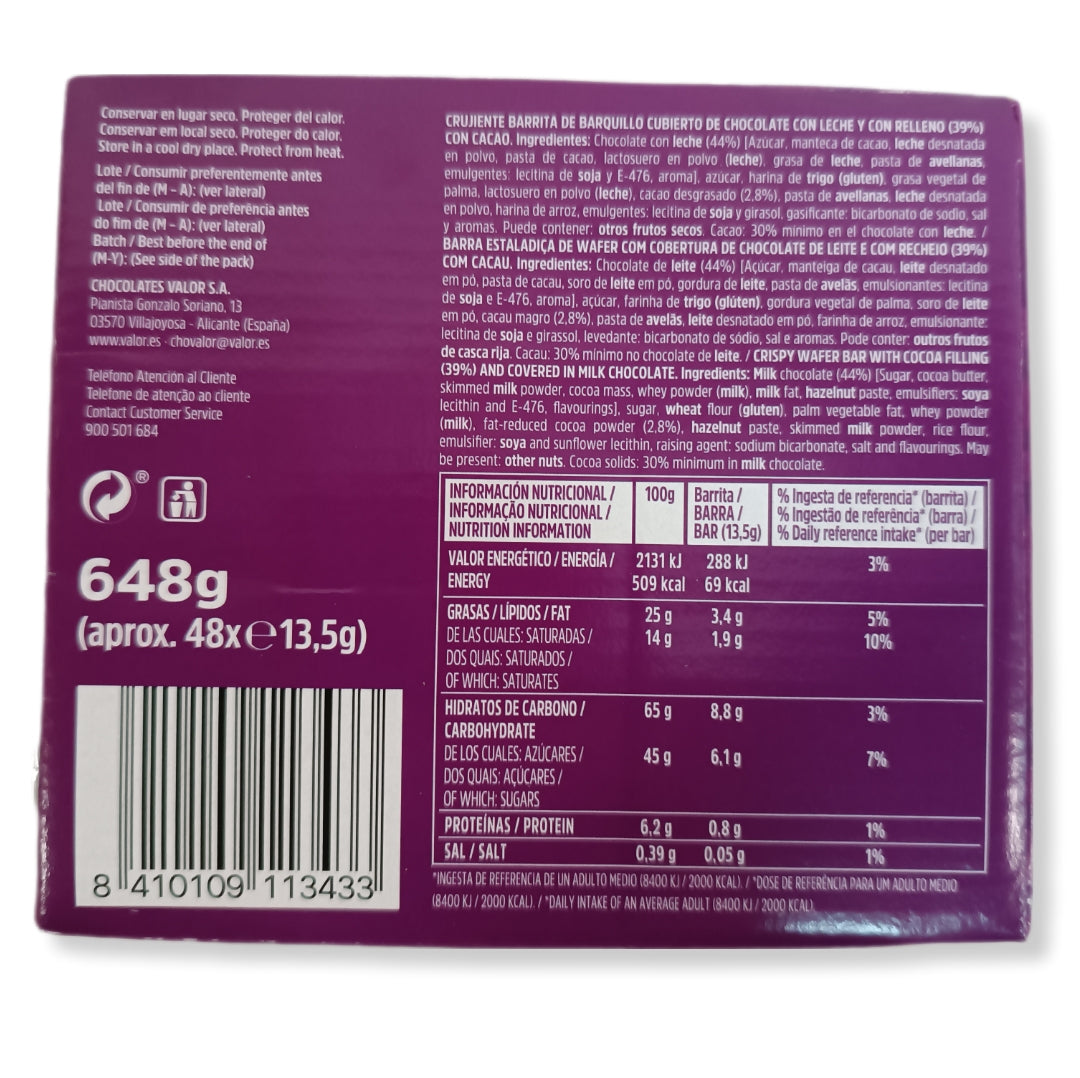 Conservar en lugar seco. Proteger del calor.
Conservar em local seco. Proteger do calor.
Store in a cool dry place. Protect from heat.
Lote / Consumir preferentemente antes
del fin de (M – A): (ver lateral)
Lote / Consumir de preferência antes
do fim de (M – A): (ver lateral)
Batch / Best before the end of
(M-Y): (See side of the pack)
CHOCOLATES VALOR S.A.
Pianista Gonzalo Soriano, 13
03570 Villajoyosa - Alicante (España)
www.valor.es - chovalor@valor.es
Teléfono Atención al Cliente
Telefone de atenção ao cliente
Contact Customer Service
900 501 684
®
648g
(aprox. 48x℮13,5g)
8 410109 113433
CRUJIENTE BARRITA DE BARQUILLO CUBIERTO DE CHOCOLATE CON LECHE Y CON RELLENO (39%)
CON CACAO. Ingredientes: Chocolate con leche (44%) [Azúcar, manteca de cacao, leche desnatada
en polvo, pasta de cacao, lactosuero en polvo (leche), grasa de leche, pasta de avellanas,
emulgentes: lecitina de soja y E-476, aroma], azúcar, harina de trigo (gluten), grasa vegetal de
palma, lactosuero en polvo (leche), cacao desgrasado (2,8%), pasta de avellanas, leche desnatada
en polvo, harina de arroz, emulgentes: lecitina de soja y girasol, gasificante: bicarbonato de sodio, sal
y aromas. Puede contener: otros frutos secos. Cacao: 30% mínimo en el chocolate con leche. /
BARRA ESTALADIÇA DE WAFER COM COBERTURA DE CHOCOLATE DE LEITE E COM RECHEIO (39%)
COM CACAU. Ingredientes: Chocolate de leite (44%) [Açúcar, manteiga de cacau, leite desnatado
em pó, pasta de cacau, soro de leite em pó, gordura de leite, pasta de avelãs, emulsionantes: lecitina
de soja e E-476, aroma], açúcar, farinha de trigo (glúten), gordura vegetal de palma, soro de leite
em pó, cacau magro (2,8%), pasta de avelãs, leite desnatado em pó, farinha de arroz, emulsionante:
lecitina de soja e girassol, levedante: bicarbonato de sódio, sal e aromas. Pode conter: outros frutos
de casca rija. Cacau: 30% mínimo no chocolate de leite. / CRISPY WAFER BAR WITH COCOA FILLING
(39%) AND COVERED IN MILK CHOCOLATE. Ingredients: Milk chocolate (44%) [Sugar, cocoa butter,
skimmed milk powder, cocoa mass, whey powder (milk), milk fat, hazelnut paste, emulsifiers: soya
lecithin and E-476, flavourings], sugar, wheat flour (gluten), palm vegetable fat, whey powder
(milk), fat-reduced cocoa powder (2,8%), hazelnut paste, skimmed milk powder, rice flour,
emulsifier: soya and sunflower lecithin, raising agent: sodium bicarbonate, salt and flavourings. May
be present: other nuts. Cocoa solids: 30% minimum in milk chocolate.
INFORMACIÓN NUTRICIONAL / 100g Barrita / % Ingesta de referencia* (barrita) /
INFORMAÇÃO NUTRICIONAL / BARRA / % Ingestão de referência* (barra) /
NUTRITION INFORMATION BAR (13,5g) % Daily reference intake* (per bar)
VALOR ENERGÉTICO / ENERGÍA / 2131 kJ 288 kJ 3%
ENERGY 509 kcal 69 kcal
GRASAS / LÍPIDOS / FAT 25 g 3,4 g 5%
DE LAS CUALES: SATURADAS / 14 g 1,9 g 10%
DOS QUAIS: SATURADOS /
OF WHICH: SATURATES
HIDRATOS DE CARBONO / 65 g 8,8 g 3%
CARBOHYDRATE
DE LOS CUALES: AZÚCARES / 45 g 6,1 g 7%
DOS QUAIS: AÇÚCARES /
OF WHICH: SUGARS
PROTEÍNAS / PROTEIN 6,2 g 0,8 g 1%
SAL / SALT 0,39 g 0,05 g 1%
*INGESTA DE REFERENCIA DE UN ADULTO MEDIO (8400 KJ / 2000 KCAL). / *DOSE DE REFERÊNCIA PARA UM ADULTO MEDIO
(8400 KJ / 2000 KCAL). / *DAILY INTAKE OF AN AVERAGE ADULT (8400 KJ / 2000 KCAL).